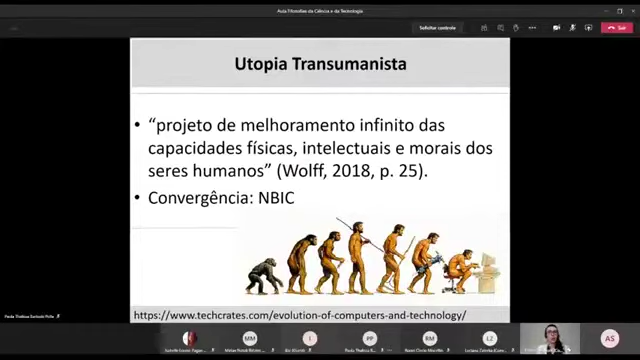 Aula Filosofias da Ciência e da Tecnologia
Solicitar controle
Sair
Utopia Transumanista
• “projeto de melhoramento infinito das
capacidades físicas, intelectuais e morais dos
seres humanos” (Wolff, 2018, p. 25).
• Convergência: NBIC
https://www.techcrates.com/evolution-of-computers-and-technology/
MM
I
PP
RM
LZ
AS